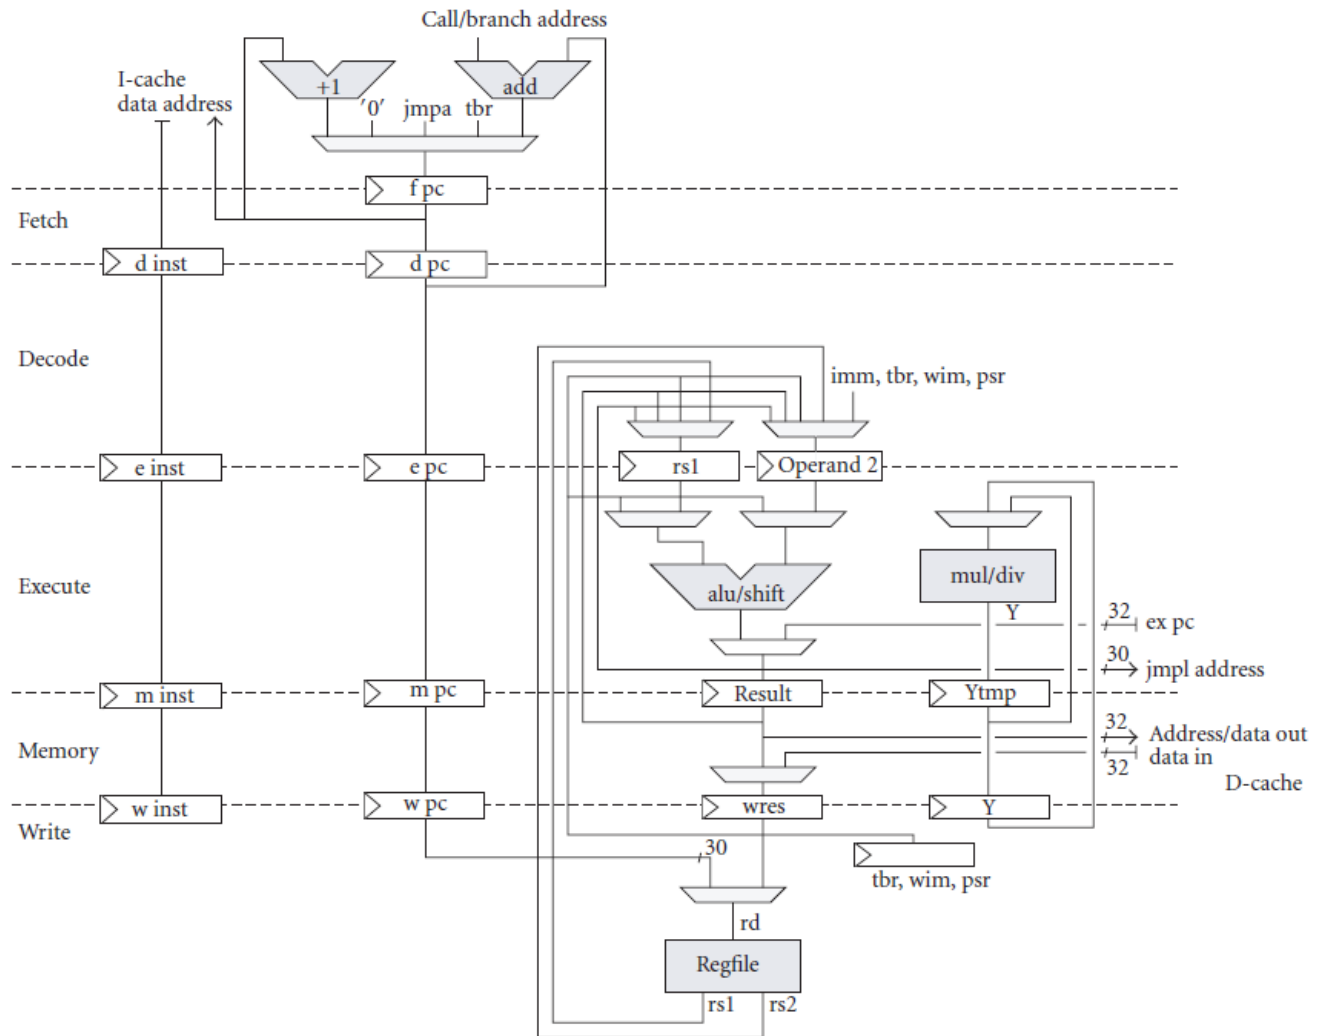 Call/branch address
I-cache
data address
+1
add
'0'
jmpa
tbr
f pc
Fetch
d inst
d pc
Decode
imm, tbr, wim, psr
e inst
e pc
rs1
Operand 2
Execute
alu/shift
mul/div
Y
32
ex pc
30
jmpl address
m inst
m pc
Result
Ytmp
Memory
32
Address/data out
data in
32
D-cache
w inst
w pc
wres
Y
Write
30
tbr, wim, psr
rd
Regfile
rs1
rs2